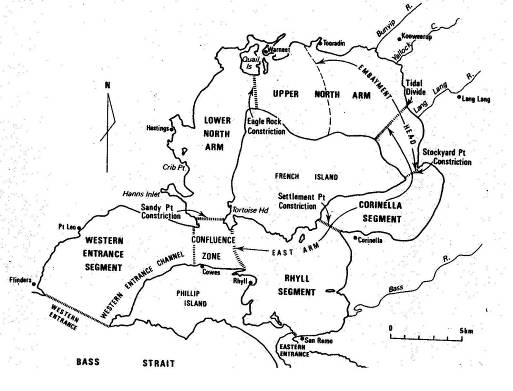 Bunyip R.
Kooweerup
Yallock C.
Tooradin
Warneet
Quail
Is
EMBAYMENT HEAD
Tidal
Divide
Lang Lang R.
Lang Lang
N
UPPER NORTH ARM
LOWER
NORTH
ARM
Eagle Rock
Constriction
Hastings
Crib Pt
Stockyard Pt
Constriction
FRENCH ISLAND
Hanns Inlet
Sandy Pt
Constriction
Tortoise Hd
Settlement Pt
Constriction
CORINELLA
SEGMENT
Pt Leo
WESTERN
ENTRANCE
SEGMENT
CONFLUENCE
ZONE
EAST ARM
Corinella
WESTERN ENTRANCE CHANNEL
Cowes
Rhyll
RHYLL
SEGMENT
Bass R.
Flinders
WESTERN
ENTRANCE
PHILLIP
ISLAND
San Remo
EASTERN
ENTRANCE
0 5km
BASS STRAIT